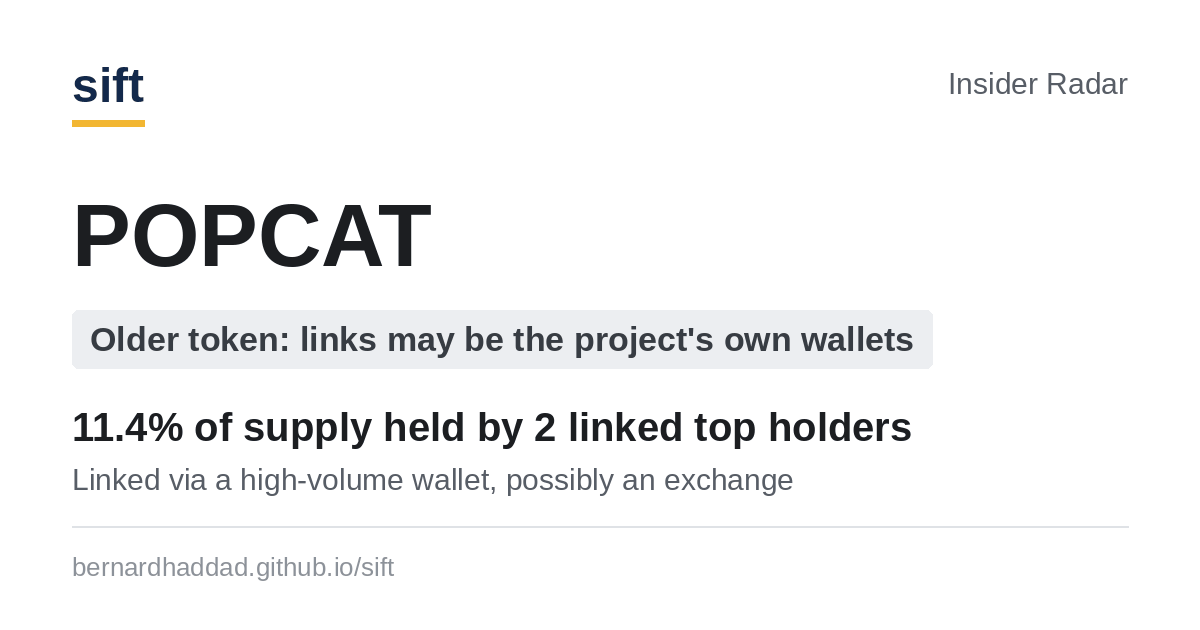 sift
Insider Radar
POPCAT
Older token: links may be the project's own wallets
11.4% of supply held by 2 linked top holders
Linked via a high-volume wallet, possibly an exchange
bernardhaddad.github.io/sift